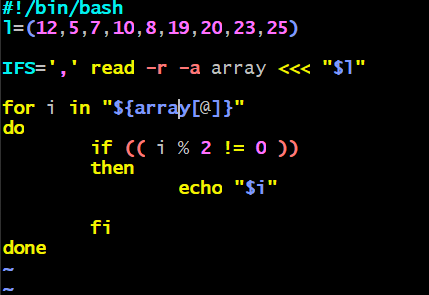 #!/bin/bash
l=(12,5,7,10,8,19,20,23,25)
IFS=',' read -r -a array <<< "$l"
for i in "${array[@]}"
do
if (( i % 2 != 0 ))
then
echo "$i"
fi
done
~
~